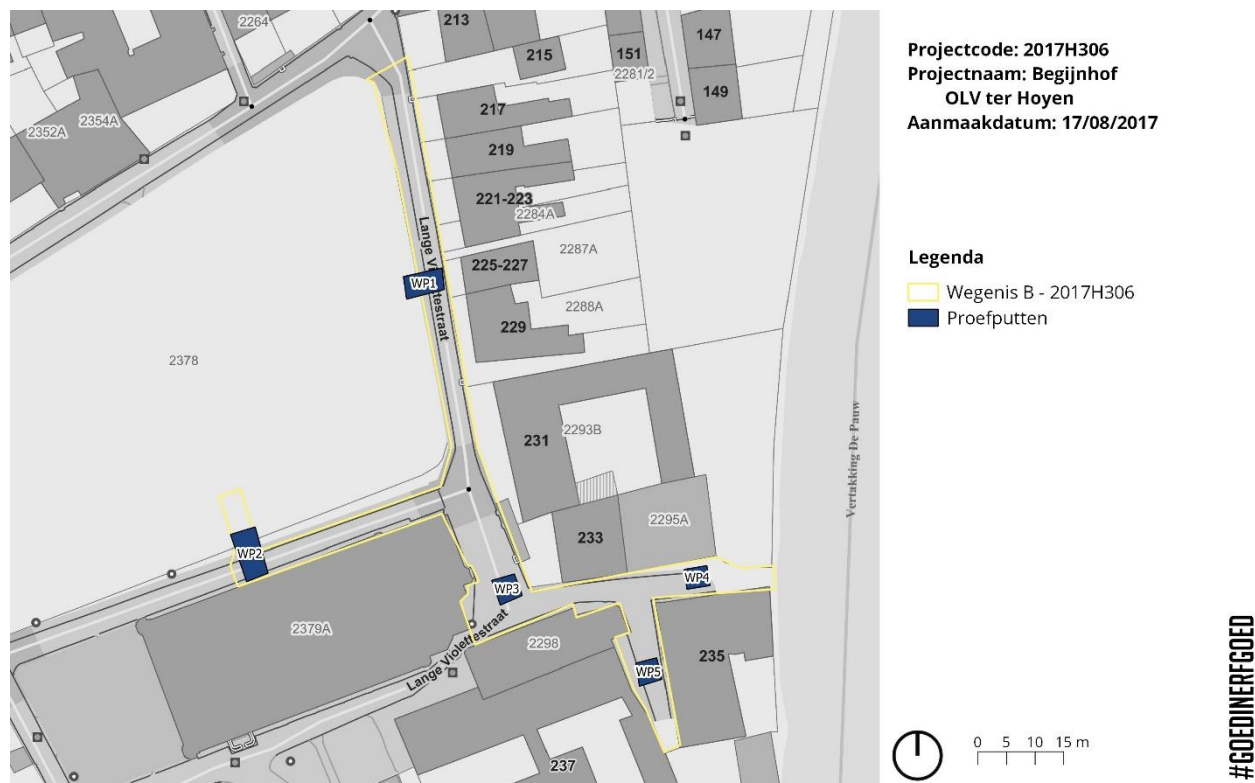 2264
213
215
151
147
2281/2
149
2354A
2352A
217
219
221-223
2284A
Lange Violettestraat
2287A
225-227
WP1
2288A
229
2378
231
2293B
Vertakking De Pauw
233
2295A
WP2
WP3
WP4
2379A
Lange Violettestraat
2298
235
WP5
237
Projectcode: 2017H306
Projectnaam: Begijnhof
OLV ter Hoyen
Aanmaakdatum: 17/08/2017
Legenda
Wegenis B - 2017H306
Proefputten
0 5 10 15 m
#GOEDINERFGOED